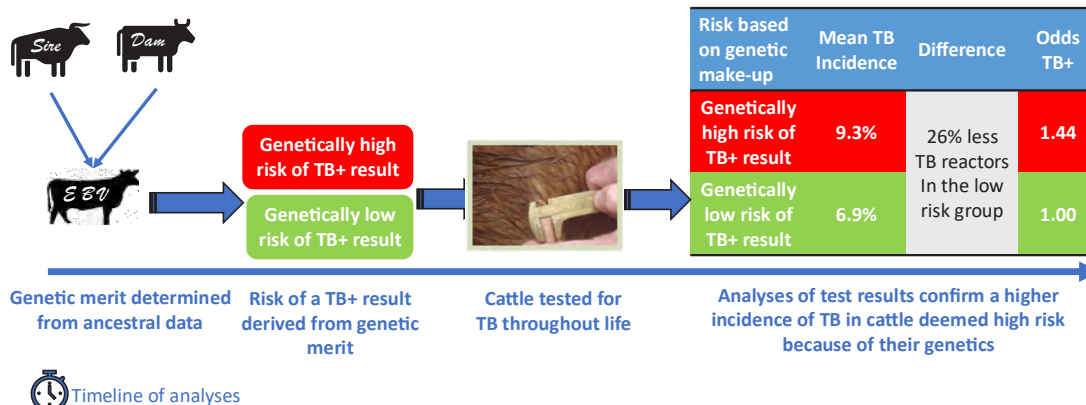 Sire
Dam
EBV
Genetically high
risk of TB+ result
Genetically low
risk of TB+ result
Risk based
on genetic
make-up
Mean TB
Incidence
Difference
Odds
TB+
Genetically
high risk of
TB+ result
9.3%
26% less
TB reactors
In the low
risk group
1.44
Genetically
low risk of
TB+ result
6.9%
1.00
Genetic merit determined
from ancestral data
Risk of a TB+ result
derived from genetic
merit
Cattle tested for
TB throughout life
Analyses of test results confirm a higher
incidence of TB in cattle deemed high risk
because of their genetics
Timeline of analyses